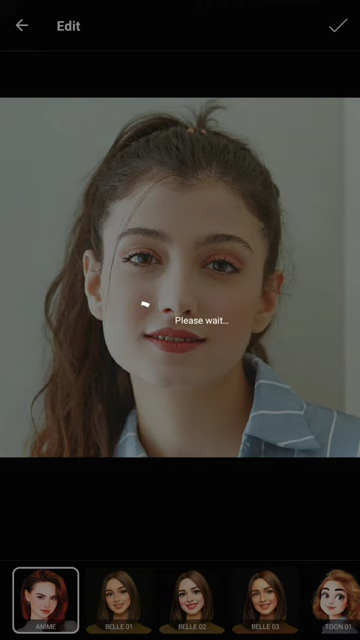 Edit
Please wait...
ANIME
BELLE 01
BELLE 02
BELLE 03
TOON 01